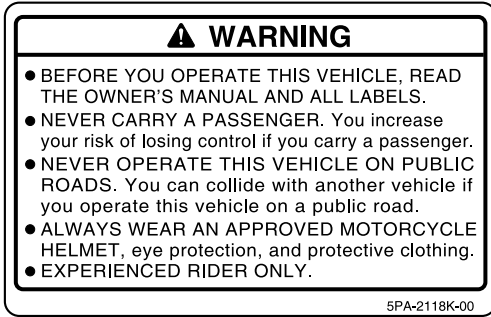 WARNING
● BEFORE YOU OPERATE THIS VEHICLE, READ
THE OWNER'S MANUAL AND ALL LABELS.
● NEVER CARRY A PASSENGER. You increase
your risk of losing control if you carry a passenger.
● NEVER OPERATE THIS VEHICLE ON PUBLIC
ROADS. You can collide with another vehicle if
you operate this vehicle on a public road.
● ALWAYS WEAR AN APPROVED MOTORCYCLE
HELMET, eye protection, and protective clothing.
● EXPERIENCED RIDER ONLY.
5PA-2118K-00